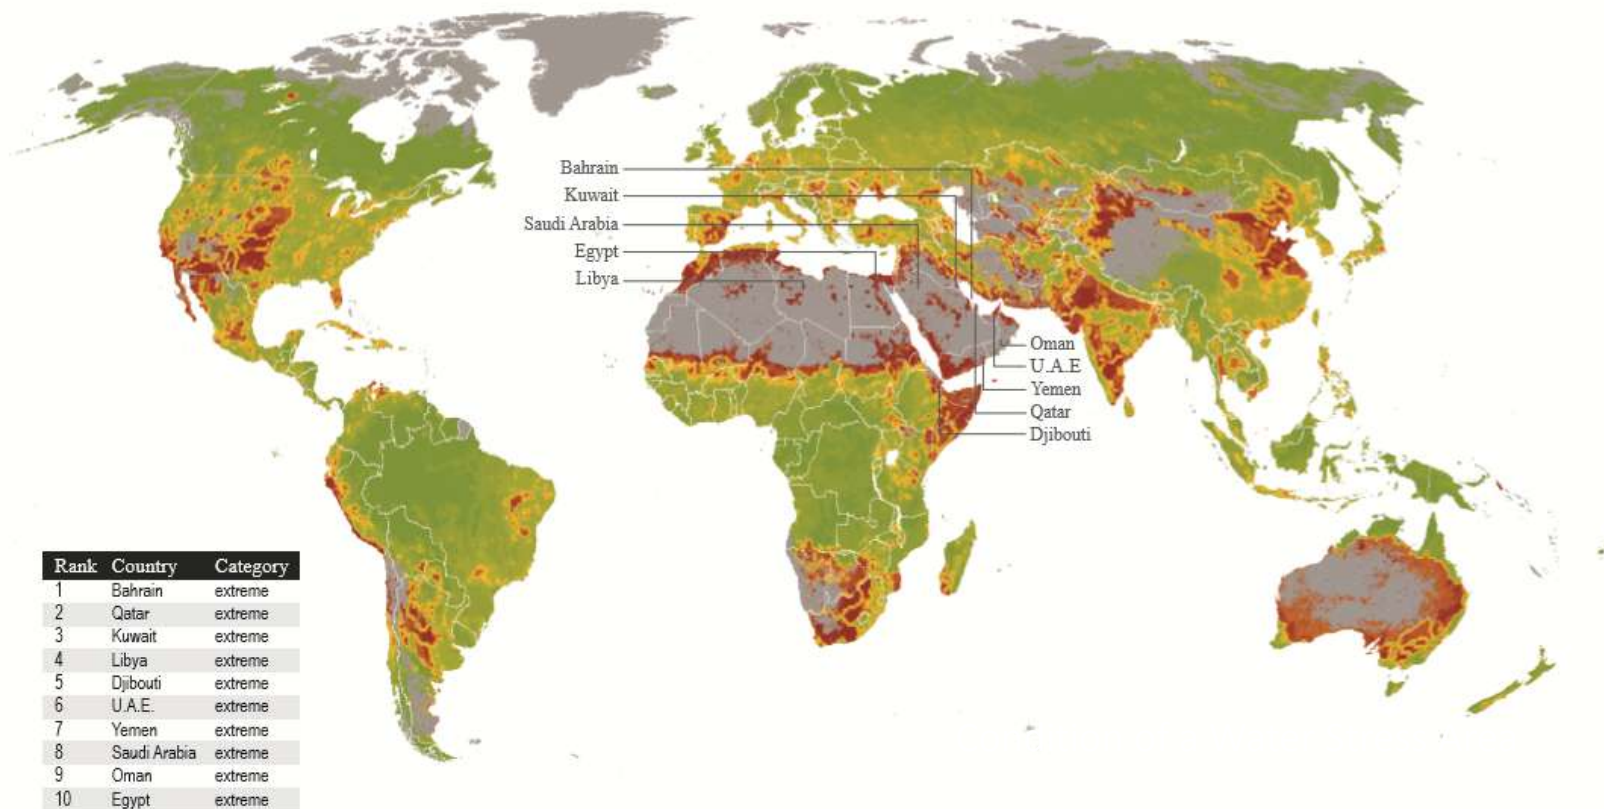 Bahrain
Kuwait
Saudi Arabia
Egypt
Libya
Oman
U.A.E
Yemen
Qatar
Djibouti
Rank Country Category
1 Bahrain extreme
2 Qatar extreme
3 Kuwait extreme
4 Libya extreme
5 Djibouti extreme
6 U.A.E. extreme
7 Yemen extreme
8 Saudi Arabia extreme
9 Oman extreme
10 Egypt extreme